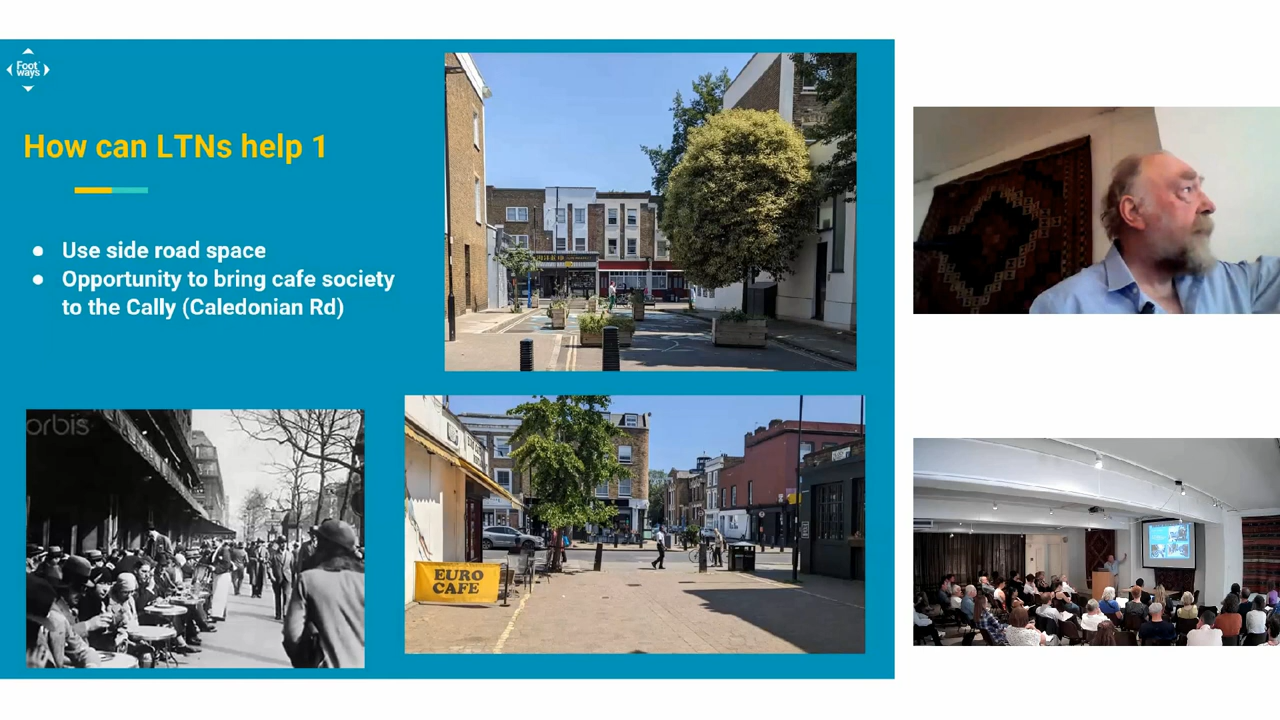 Foot
ways
How can LTNs help 1
● Use side road space
● Opportunity to bring cafe society
to the Cally (Caledonian Rd)
orbis
EURO
CAFE